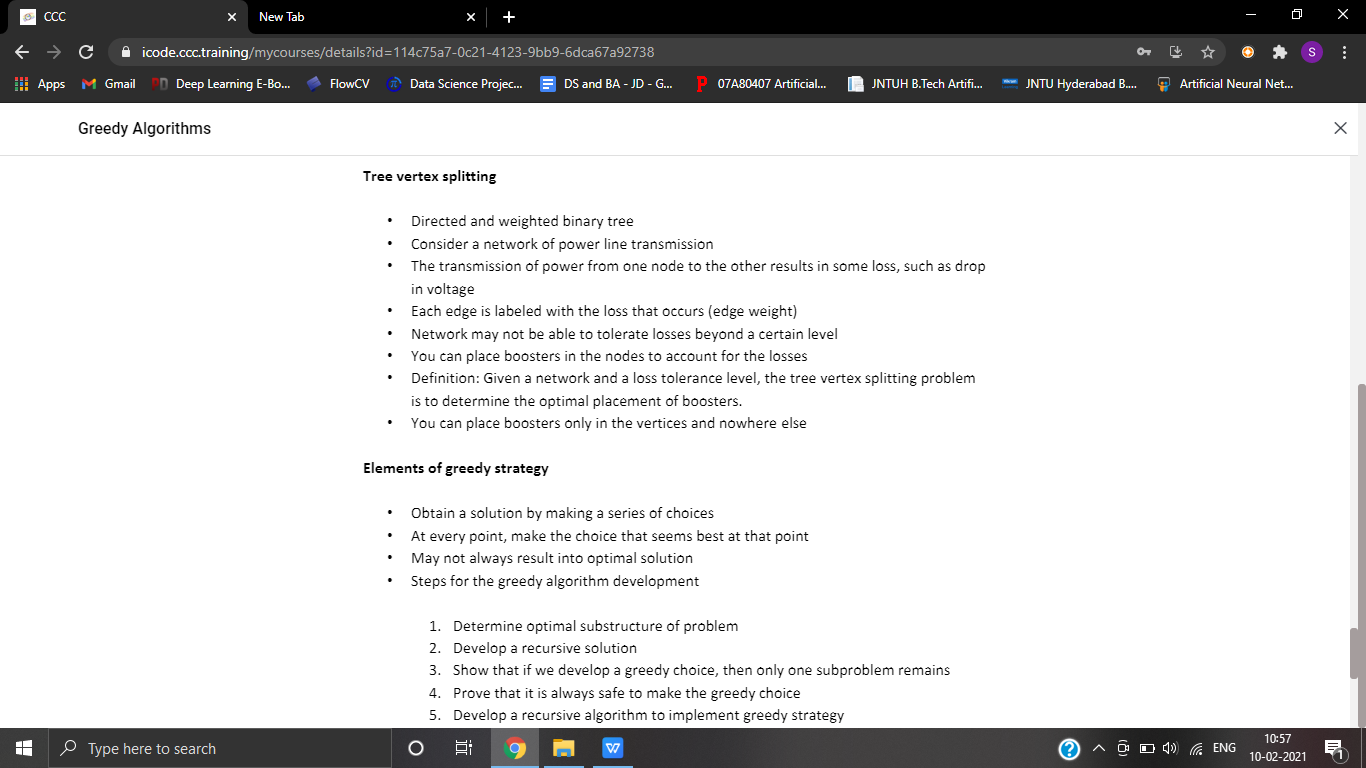 CCC
New Tab
icode.ccc.training/mycourses/details?id=114c75a7-0c21-4123-9bb9-6dca67a92738
S
Apps
Gmail
Deep Learning E-Bo...
FlowCV
Data Science Projec...
DS and BA - JD - G...
07A80407 Artificial...
JNTUH B.Tech Artifi...
JNTU Hyderabad B....
Artificial Neural Net...
Greedy Algorithms
Tree vertex splitting
• Directed and weighted binary tree
• Consider a network of power line transmission
• The transmission of power from one node to the other results in some loss, such as drop
in voltage
• Each edge is labeled with the loss that occurs (edge weight)
• Network may not be able to tolerate losses beyond a certain level
• You can place boosters in the nodes to account for the losses
• Definition: Given a network and a loss tolerance level, the tree vertex splitting problem
is to determine the optimal placement of boosters.
• You can place boosters only in the vertices and nowhere else
Elements of greedy strategy
• Obtain a solution by making a series of choices
• At every point, make the choice that seems best at that point
• May not always result into optimal solution
• Steps for the greedy algorithm development
1. Determine optimal substructure of problem
2. Develop a recursive solution
3. Show that if we develop a greedy choice, then only one subproblem remains
4. Prove that it is always safe to make the greedy choice
5. Develop a recursive algorithm to implement greedy strategy
Type here to search
ENG
10:57
10-02-2021
1